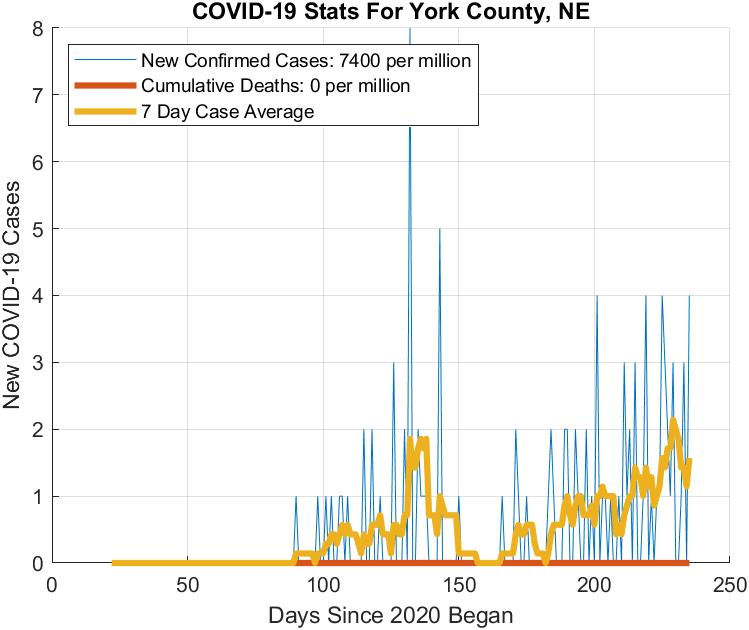 COVID-19 Stats For York County, NE
New Confirmed Cases: 7400 per million
Cumulative Deaths: 0 per million
7 Day Case Average
New COVID-19 Cases
8
7
6
5
4
3
2
1
0
0 50 100 150 200 250
Days Since 2020 Began